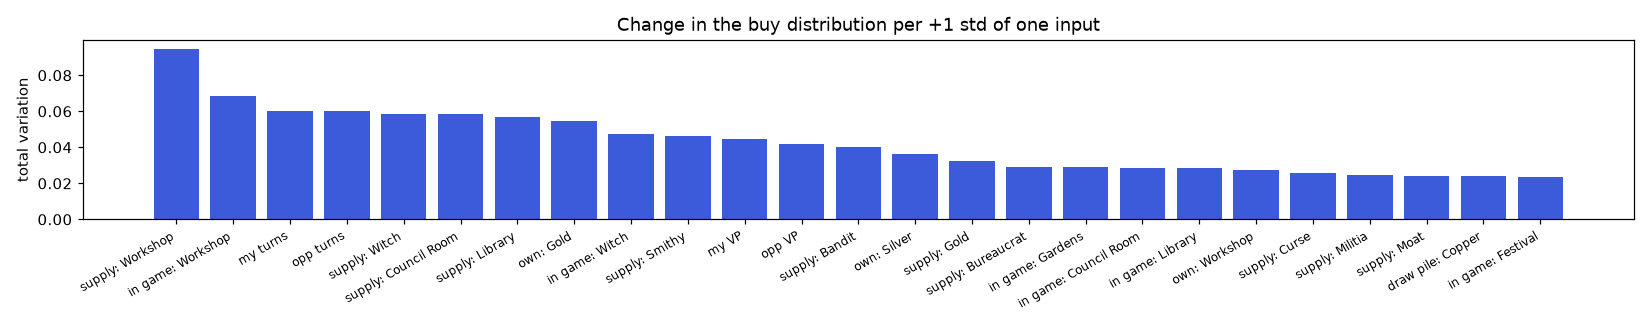 Change in the buy distribution per +1 std of one input
total variation
0.08
0.06
0.04
0.02
0.00
supply: Workshop
in game: Workshop
my turns
opp turns
supply: Witch
supply: Council Room
supply: Library
own: Gold
in game: Witch
supply: Smithy
my VP
opp VP
supply: Bandit
own: Silver
supply: Gold
supply: Bureaucrat
in game: Gardens
in game: Council Room
in game: Library
own: Workshop
supply: Curse
supply: Militia
supply: Moat
draw pile: Copper
in game: Festival